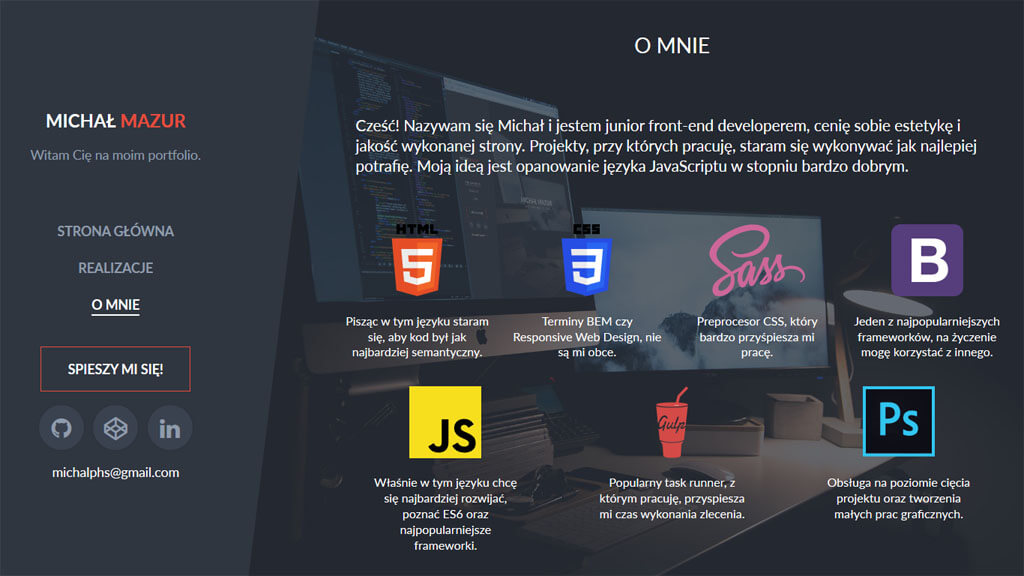 MICHAŁ MAZUR
Witam Cię na moim portfolio.
STRONA GŁÓWNA
REALIZACJE
O MNIE
SPIESZY MI SIĘ!
in
michalphs@gmail.com
O MNIE
Cześć! Nazywam się Michał i jestem junior front-end developerem, cenię sobie estetykę i
jakość wykonanej strony. Projekty, przy których pracuję, staram się wykonywać jak najlepiej
potrafię. Moją ideą jest opanowanie języka JavaScriptu w stopniu bardzo dobrym.
HTML
5
Pisząc w tym języku staram
się, aby kod był jak
najbardziej semantyczny.
CSS
3
Terminy BEM czy
Responsive Web Design, nie
są mi obce.
Sass
Preprocesor CSS, który
bardzo przyśpiesza mi
pracę.
B
Jeden z najpopularniejszych
frameworków, na życzenie
mogę korzystać z innego.
JS
Właśnie w tym języku chcę
się najbardziej rozwijać,
poznać ES6 oraz
najpopularniejsze
frameworki.
Gulp
Popularny task runner, z
którym pracuję, przyspiesza
mi czas wykonania zlecenia.
Ps
Obsługa na poziomie cięcia
projektu oraz tworzenia
małych prac graficznych.